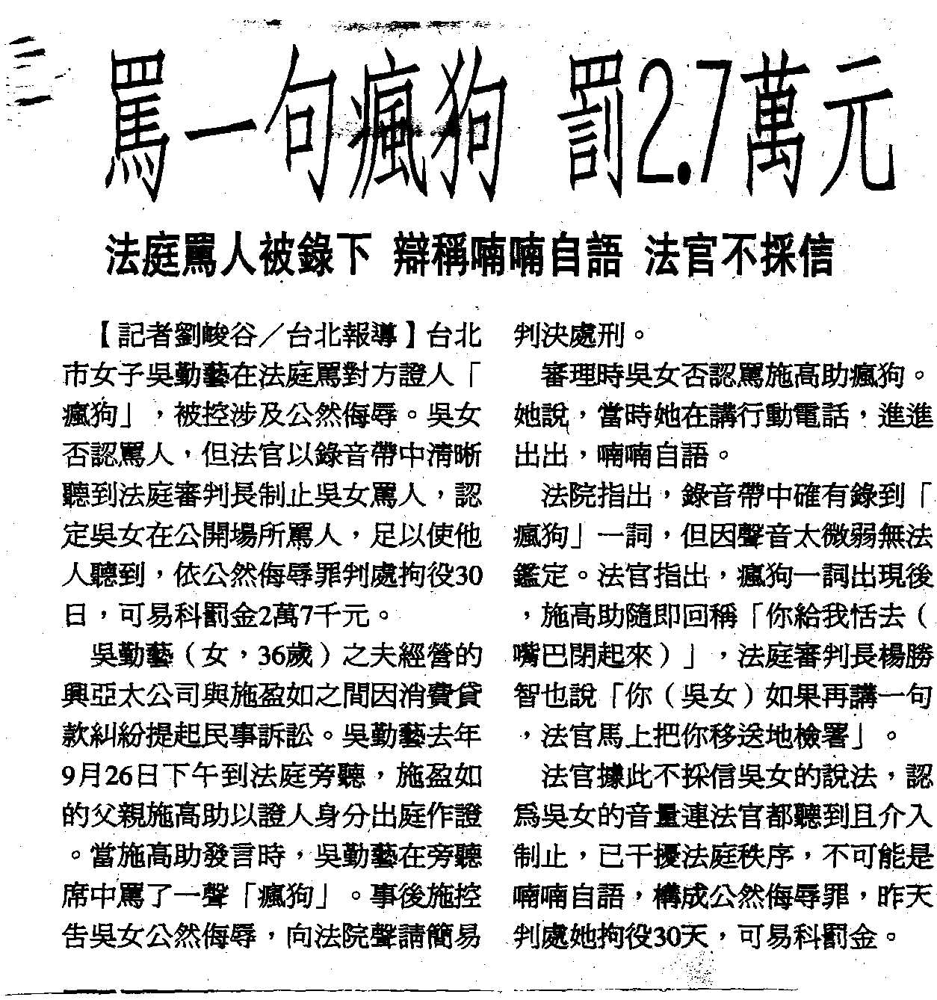 罵一句瘋狗 罰2.7萬元
法庭罵人被錄下 辯稱喃喃自語 法官不採信
【記者劉峻谷／台北報導】台北
市女子吳勤藝在法庭罵對方證人「
瘋狗」，被控涉及公然侮辱。吳女
否認罵人，但法官以錄音帶中清晰
聽到法庭審判長制止吳女罵人，認
定吳女在公開場所罵人，足以使他
人聽到，依公然侮辱罪判處拘役30
日，可易科罰金2萬7千元。
吳勤藝（女，36歲）之夫經營的
興亞太公司與施盈如之間因消費貸
款糾紛提起民事訴訟。吳勤藝去年
9月26日下午到法庭旁聽，施盈如
的父親施高助以證人身分出庭作證
。當施高助發言時，吳勤藝在旁聽
席中罵了一聲「瘋狗」。事後施控
告吳女公然侮辱，向法院聲請簡易
判決處刑。
審理時吳女否認罵施高助瘋狗。
她說，當時她在講行動電話，進進
出出，喃喃自語。
法院指出，錄音帶中確有錄到「
瘋狗」一詞，但因聲音太微弱無法
鑑定。法官指出，瘋狗一詞出現後
，施高助隨即回稱「你給我恬去（
嘴巴閉起來）」，法庭審判長楊勝
智也說「你（吳女）如果再講一句
，法官馬上把你移送地檢署」。
法官據此不採信吳女的說法，認
為吳女的音量連法官都聽到且介入
制止，已干擾法庭秩序，不可能是
喃喃自語，構成公然侮辱罪，昨天
判處她拘役30天，可易科罰金。